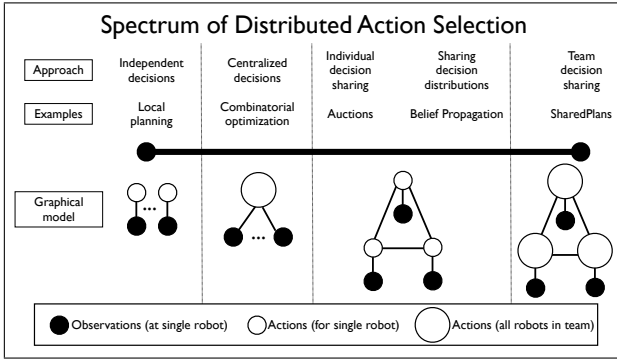 Spectrum of Distributed Action Selection
Approach
Independent
decisions
Centralized
decisions
Individual
decision
sharing
Sharing
decision
distributions
Team
decision
sharing
Examples
Local
planning
Combinatorial
optimization
Auctions
Belief Propagation
SharedPlans
Graphical
model
...
...
Observations (at single robot)
Actions (for single robot)
Actions (all robots in team)